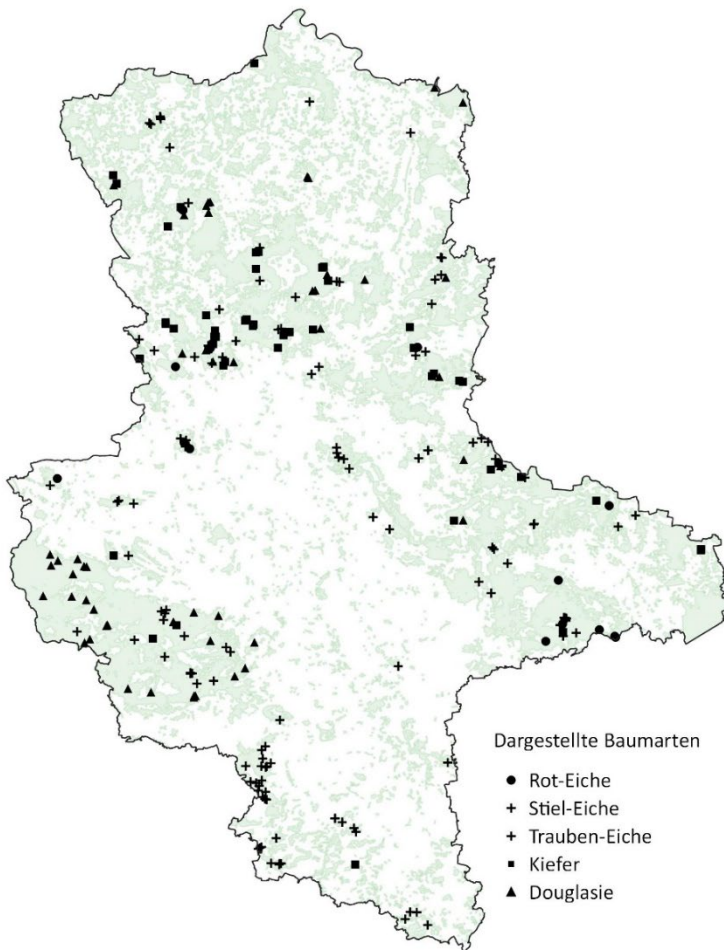 Dargestellte Baumarten
Rot-Eiche
Stiel-Eiche
Trauben-Eiche
Kiefer
Douglasie